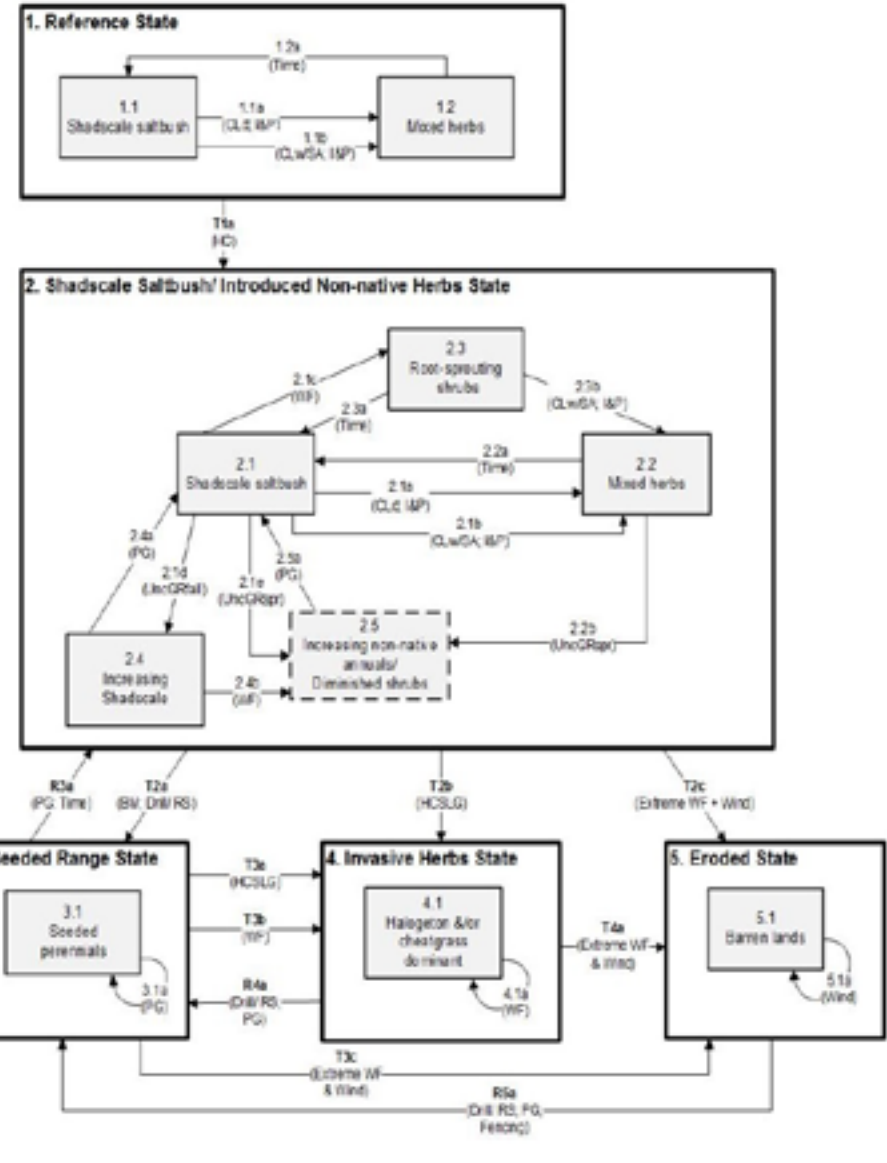 1. Reference State
1.2a
(Time)
1.1
Shadscale saltbush
1.1a
(CLd; I&P)
1.1b
(CLwSA; I&P)
1.2
Mixed herbs
T1a
(HC)
2. Shadscale Saltbush/ Introduced Non-native Herbs State
2.3
Root-sprouting
shrubs
2.1c
(WF)
2.3a
(Time)
2.3b
(CLwSA; I&P)
2.1
Shadscale saltbush
2.2a
(Time)
2.1a
(CLd; I&P)
2.1b
(CLwSA; I&P)
2.2
Mixed herbs
2.4a
(PG)
2.1d
(UncGRfall)
2.1e
(UncGRspr)
2.5a
(PG)
2.2b
(UncGRspr)
2.4
Increasing
Shadscale
2.4b
(WF)
2.5
Increasing non-native
annuals/
Diminished shrubs
R3a
(PG; Time)
T2a
(BM; Drill/ RS)
T2b
(HCSLG)
T2c
(Extreme WF + Wind)
eeded Range State
3.1
Seeded
perennials
3.1a
(PG)
T3a
(HCSLG)
T3b
(WF)
R4a
(Drill/ RS,
PG)
4. Invasive Herbs State
4.1
Halogeton &/or
cheatgrass
dominant
4.1a
(WF)
T4a
(Extreme WF
& Wind)
5. Eroded State
5.1
Barren lands
5.1a
(Wind)
T3c
(Extreme WF
& Wind)
R5a
(Drill/ RS, PG,
Fencing)